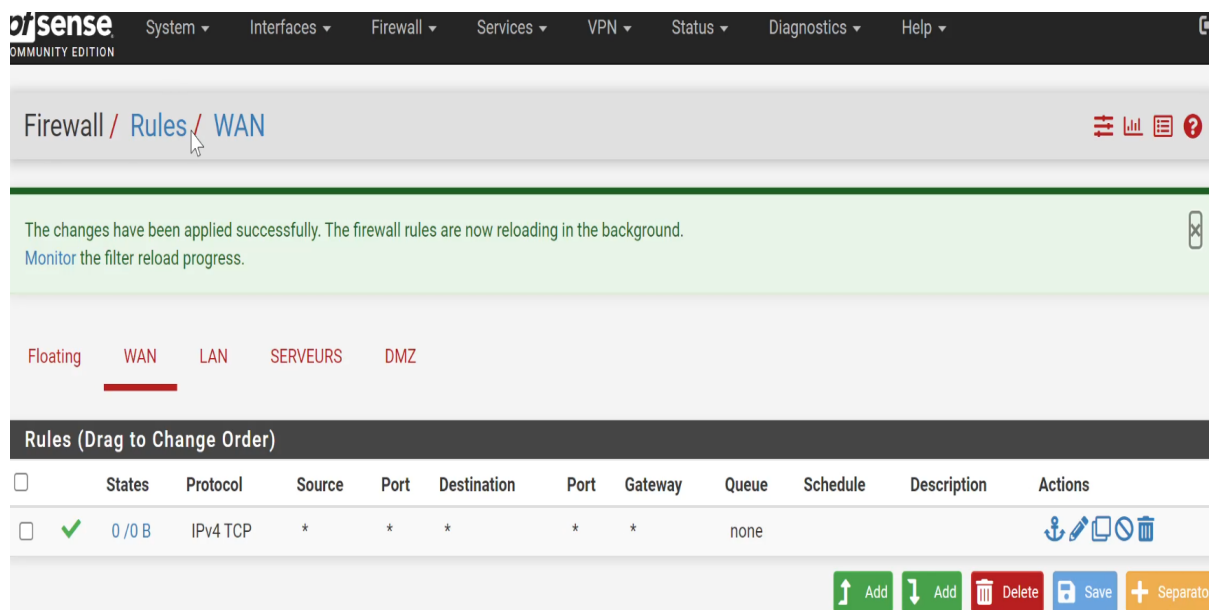 pfsense
COMMUNITY EDITION
System Interfaces Firewall Services VPN Status Diagnostics Help
Firewall / Rules / WAN
The changes have been applied successfully. The firewall rules are now reloading in the background.
Monitor the filter reload progress.
Floating WAN LAN SERVEURS DMZ
Rules (Drag to Change Order)
States Protocol Source Port Destination Port Gateway Queue Schedule Description Actions
0 /0 B IPv4 TCP * * * * * none
Add Add Delete Save Separato